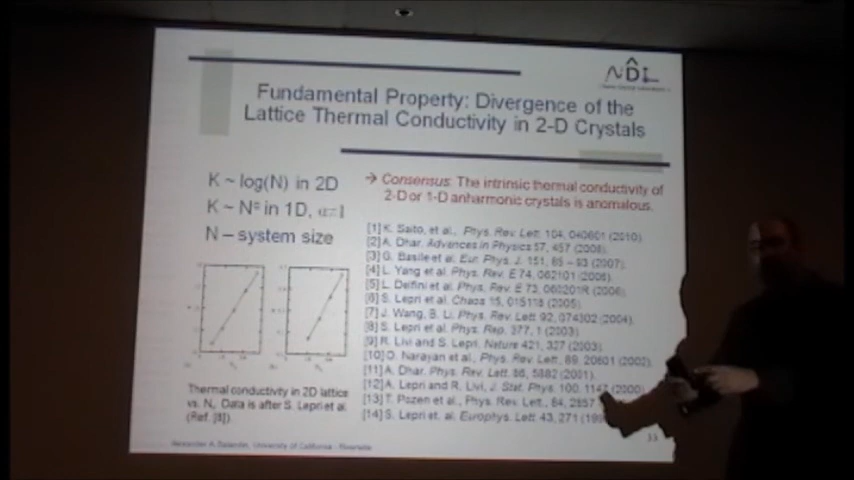 NDL
Fundamental Property: Divergence of the
Lattice Thermal Conductivity in 2-D Crystals
K ~ log(N) in 2D
K ~ Nα in 1D, α≠1
N – system size
→ Consensus: The intrinsic thermal conductivity of
2-D or 1-D anharmonic crystals is anomalous.
[1] K. Saito, et al., Phys. Rev. Lett. 104, 040601 (2010).
[2] A. Dhar. Advances in Physics 57, 457 (2008).
[3] G. Basile et al. Eur. Phys. J. 151, 85 – 93 (2007).
[4] L. Yang et al. Phys. Rev. E 74, 062101 (2006).
[5] L. Delfini et al. Phys. Rev. E 73, 060201R (2006).
[6] S. Lepri et al. Chaos 15, 015118 (2005).
[7] J. Wang, B. Li, Phys. Rev. Lett. 92, 074302 (2004).
[8] S. Lepri et al. Phys. Rep. 377, 1 (2003).
[9] R. Livi and S. Lepri. Nature 421, 327 (2003).
[10] O. Narayan et al., Phys. Rev. Lett. 89, 20601 (2002).
[11] A. Dhar. Phys. Rev. Lett. 86, 5882 (2001).
[12] A. Lepri and R. Livi, J. Stat. Phys. 100, 1147 (2000).
[13] T. Pozen et al., Phys. Rev. Lett., 84, 2857
[14] S. Lepri et. al. Europhys. Lett. 43, 271
Thermal conductivity in 2D lattice
vs. N. Data is after S. Lepri et al.
(Ref. [8]).
Alexander A. Balandin, University of California - Riverside
33